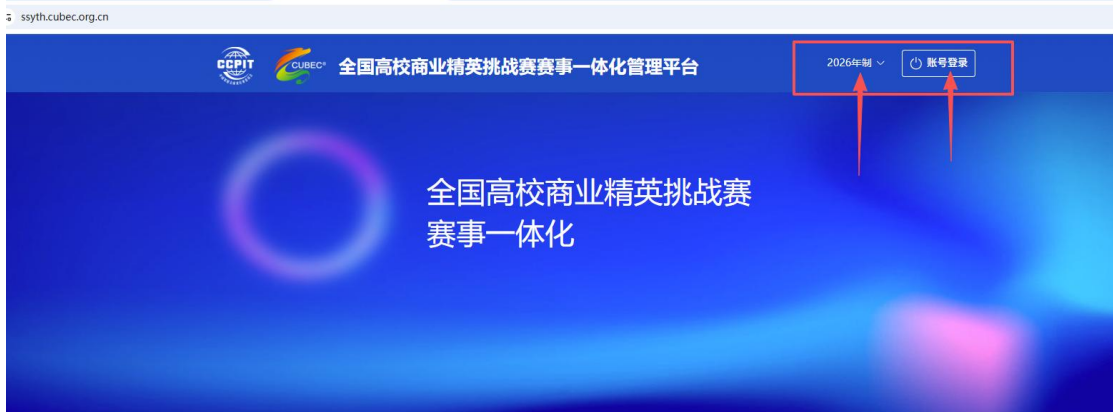 ssyth.cubec.org.cn
CCPIT
CUBEC®
全国高校商业精英挑战赛赛事一体化管理平台
2026年制
账号登录
全国高校商业精英挑战赛
赛事一体化